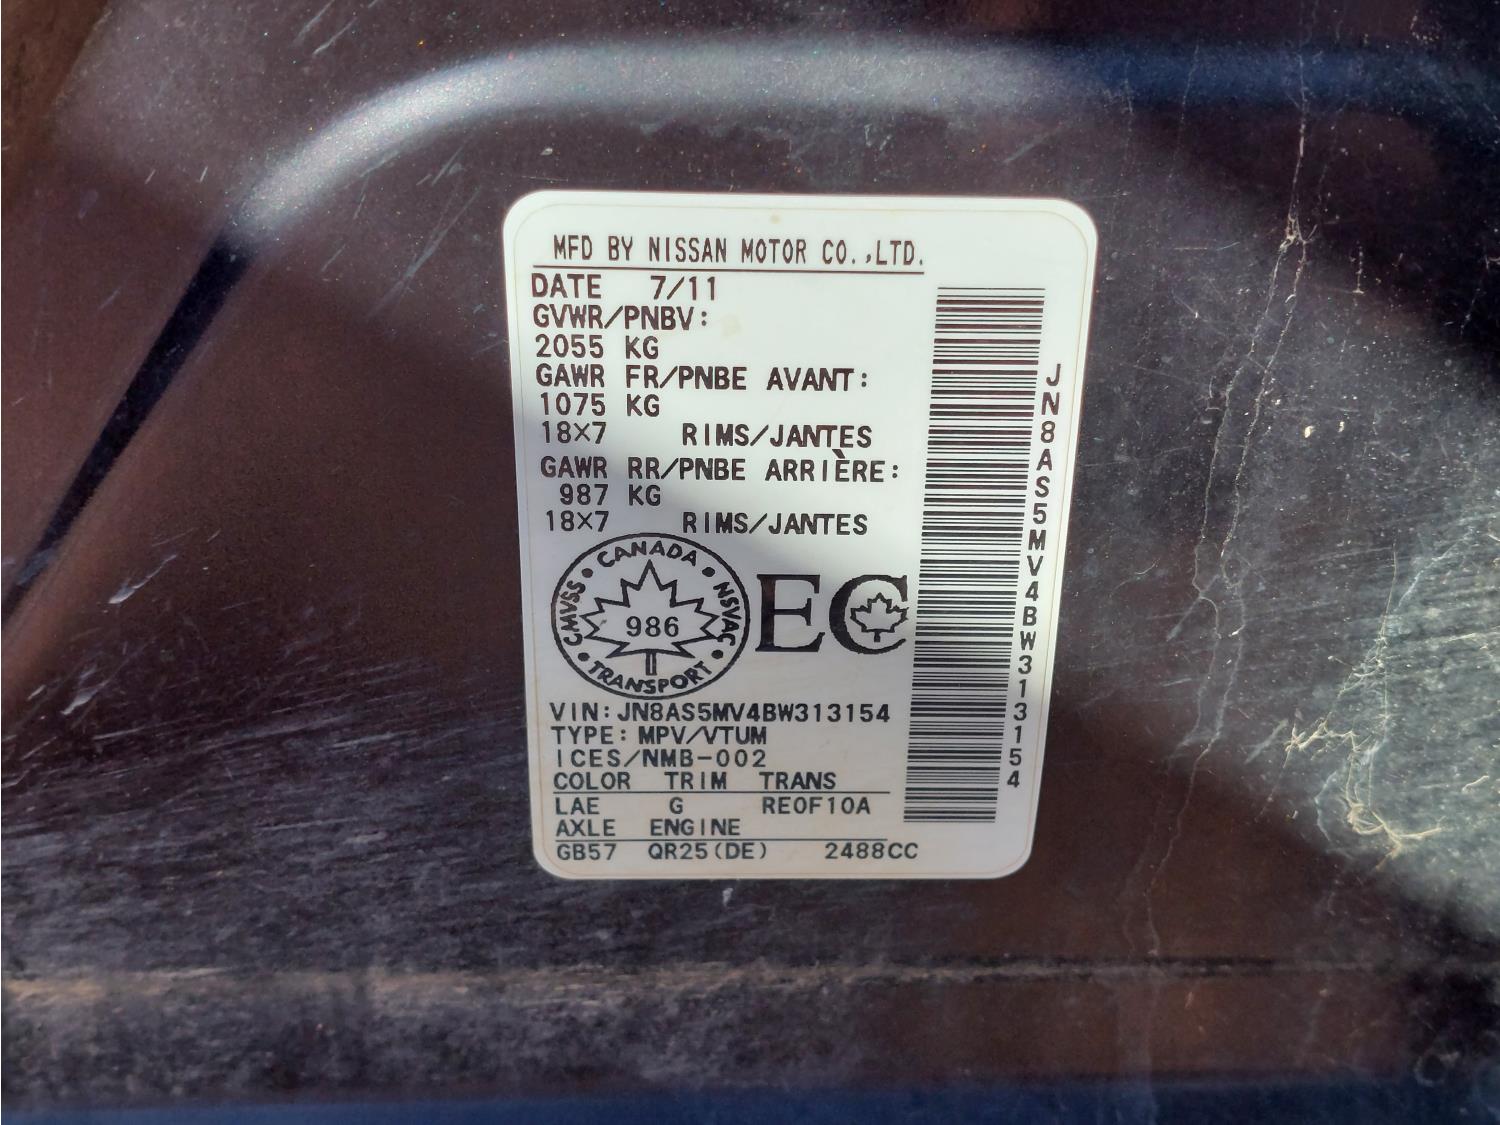 MFD BY NISSAN MOTOR CO.,LTD.
DATE 7/11
GVWR/PNBV:
2055 KG
GAWR FR/PNBE AVANT:
1075 KG
18×7 RIMS/JANTES
GAWR RR/PNBE ARRIÈRE:
987 KG
18×7 RIMS/JANTES
CANADA
CMVSS • NSVAC
986
TRANSPORT
EC
VIN:JN8AS5MV4BW313154
TYPE:MPV/VTUM
ICES/NMB-002
COLOR TRIM TRANS
LAE G RE0F10A
AXLE ENGINE
GB57 QR25(DE) 2488CC
JN8AS5MV4BW313154